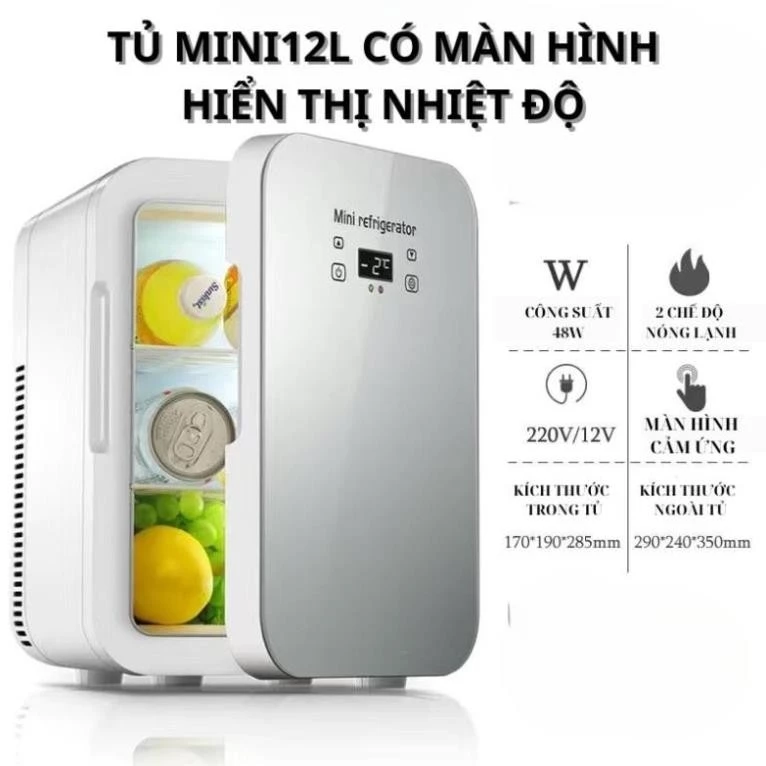 TỦ MINI12L CÓ MÀN HÌNH
HIỂN THỊ NHIỆT ĐỘ
Mini refrigerator
-2°C
Sunkist
W
CÔNG SUẤT
48W
2 CHẾ ĐỘ
NÓNG LẠNH
220V/12V
MÀN HÌNH
CẢM ỨNG
KÍCH THƯỚC
TRONG TỦ
170*190*285mm
KÍCH THƯỚC
NGOÀI TỦ
290*240*350mm